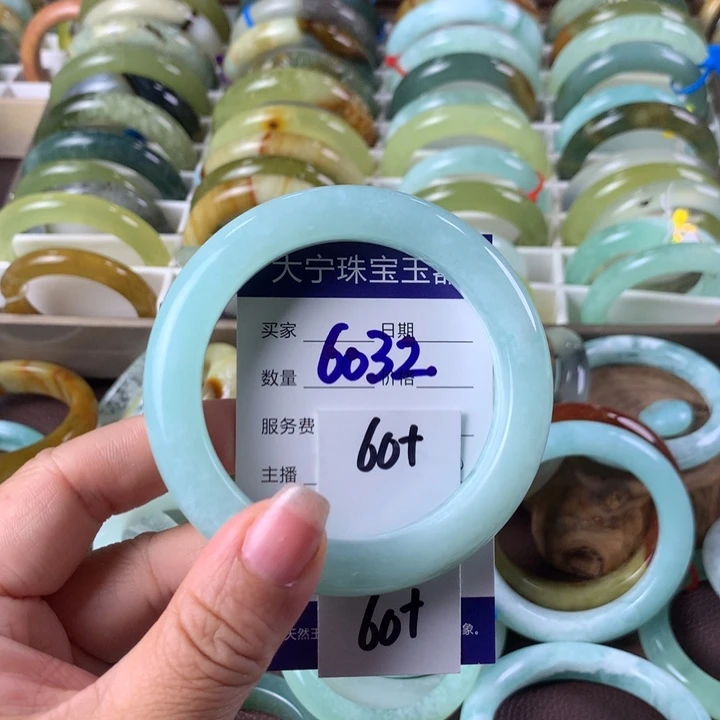 大宁珠宝玉器
买家 日期
6032
数量 价格
服务费
60+
主播
60+
天然玉 象。